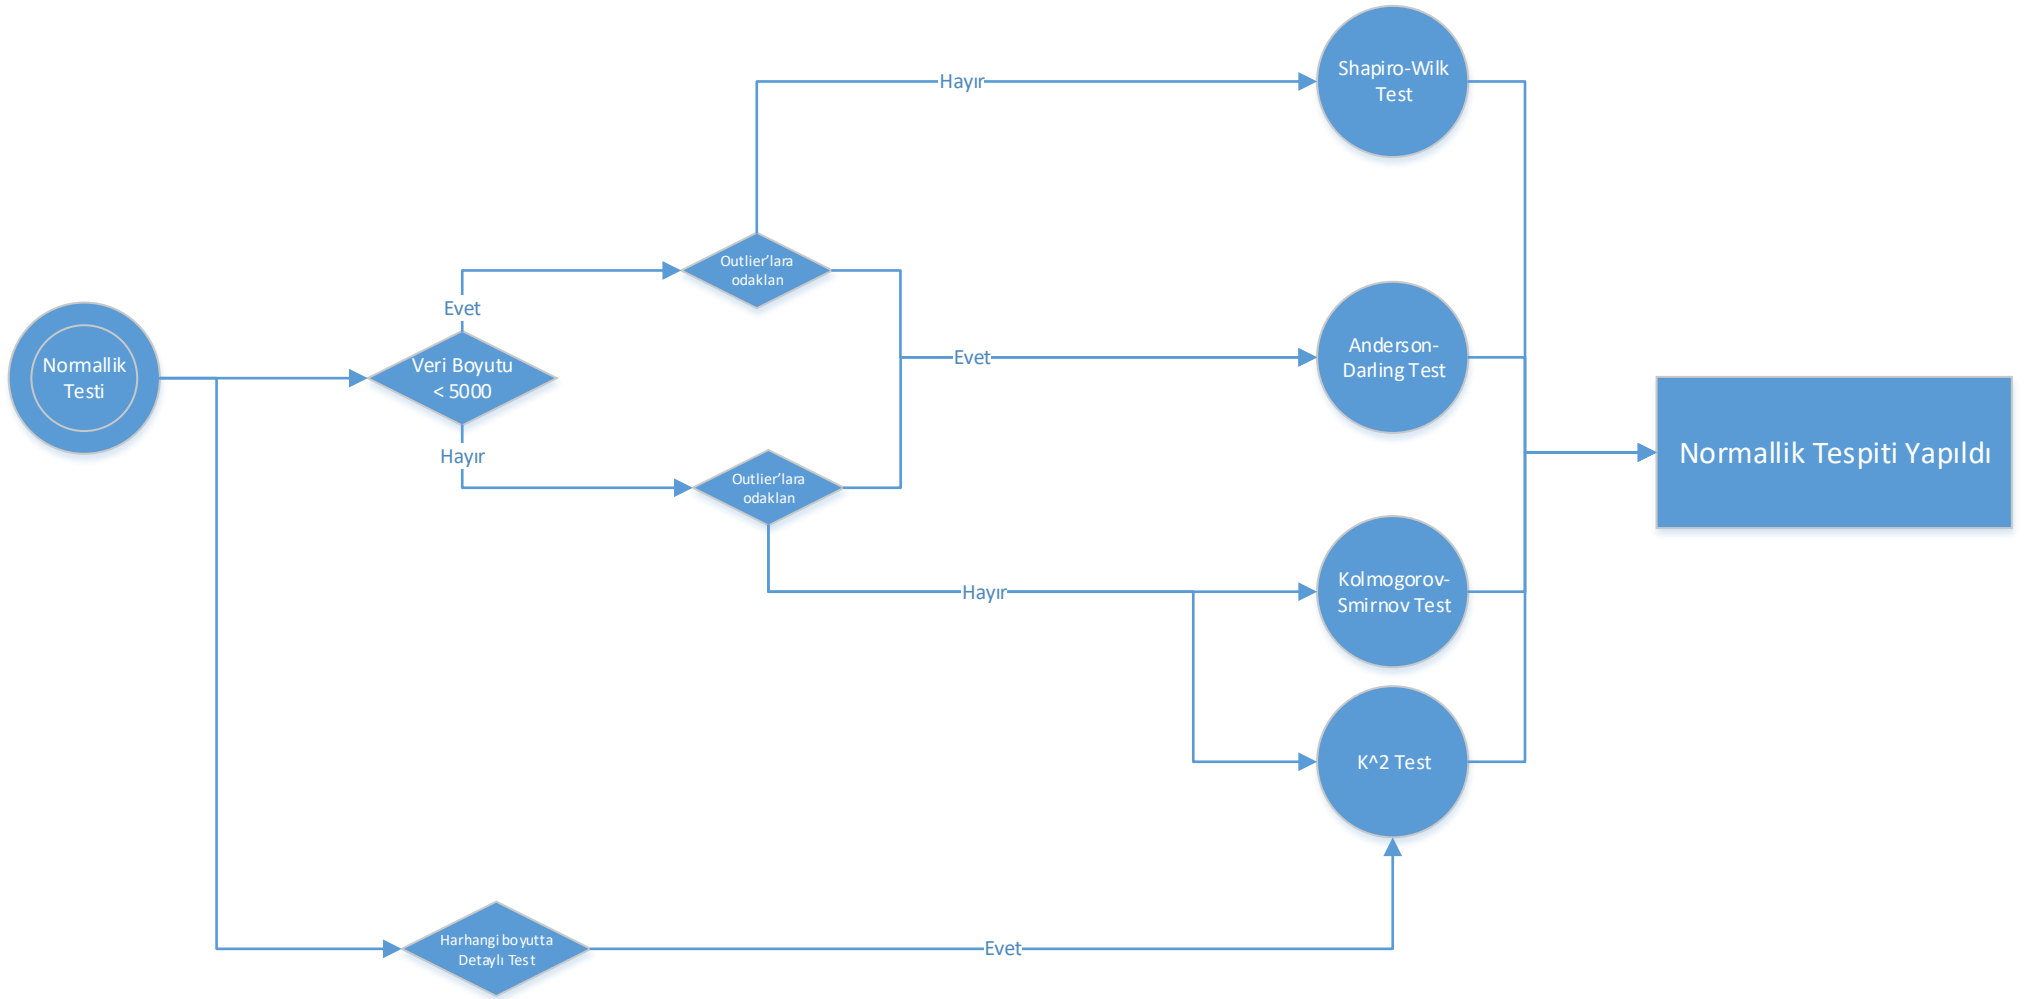 Shapiro-Wilk
Test
Hayır
Outlier’lara
odaklan
Evet
Normallik
Testi
Veri Boyutu
< 5000
Evet
Anderson-
Darling Test
Hayır
Outlier’lara
odaklan
Normallik Tespiti Yapıldı
Hayır
Kolmogorov-
Smirnov Test
K^2 Test
Harhangi boyutta
Detaylı Test
Evet